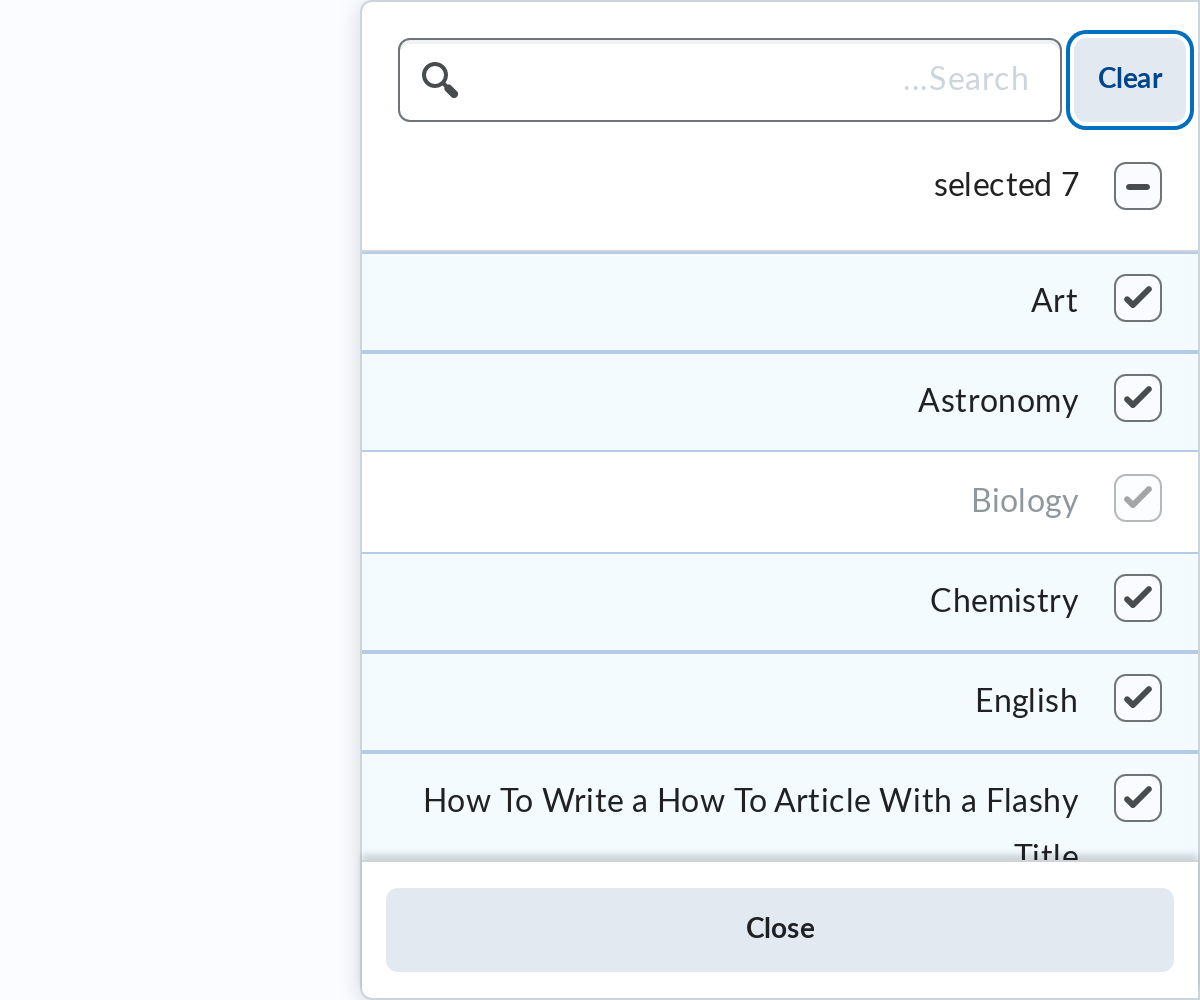 ...Search
Clear
selected 7
Art
Astronomy
Biology
Chemistry
English
How To Write a How To Article With a Flashy
Title
Close